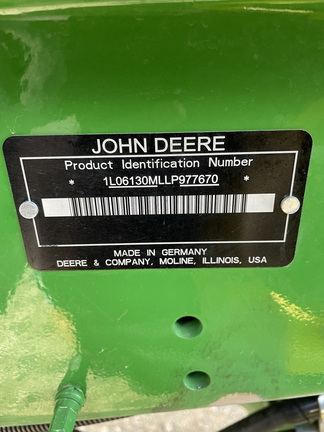 JOHN DEERE
Product Identification Number
* 1L06130MLLP977670 *
MADE IN GERMANY
DEERE & COMPANY, MOLINE, ILLINOIS, USA